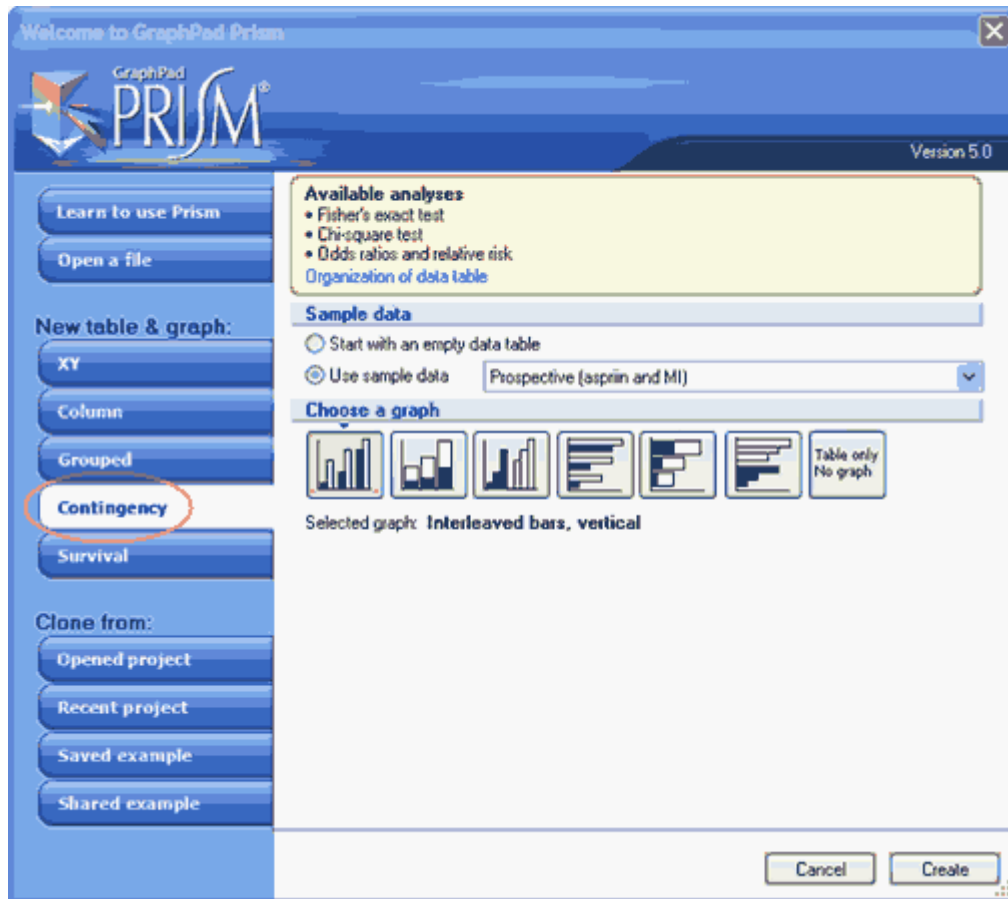 Welcome to GraphPad Prism
GraphPad
PRISM®
Version 5.0
Learn to use Prism
Open a file
New table & graph:
XY
Column
Grouped
Contingency
Survival
Clone from:
Opened project
Recent project
Saved example
Shared example
Available analyses
• Fisher's exact test
• Chi-square test
• Odds ratios and relative risk
Organization of data table
Sample data
Start with an empty data table
Use sample data
Prospective (aspriin and MI)
Choose a graph
Table only
No graph
Selected graph: Interleaved bars, vertical
Cancel
Create